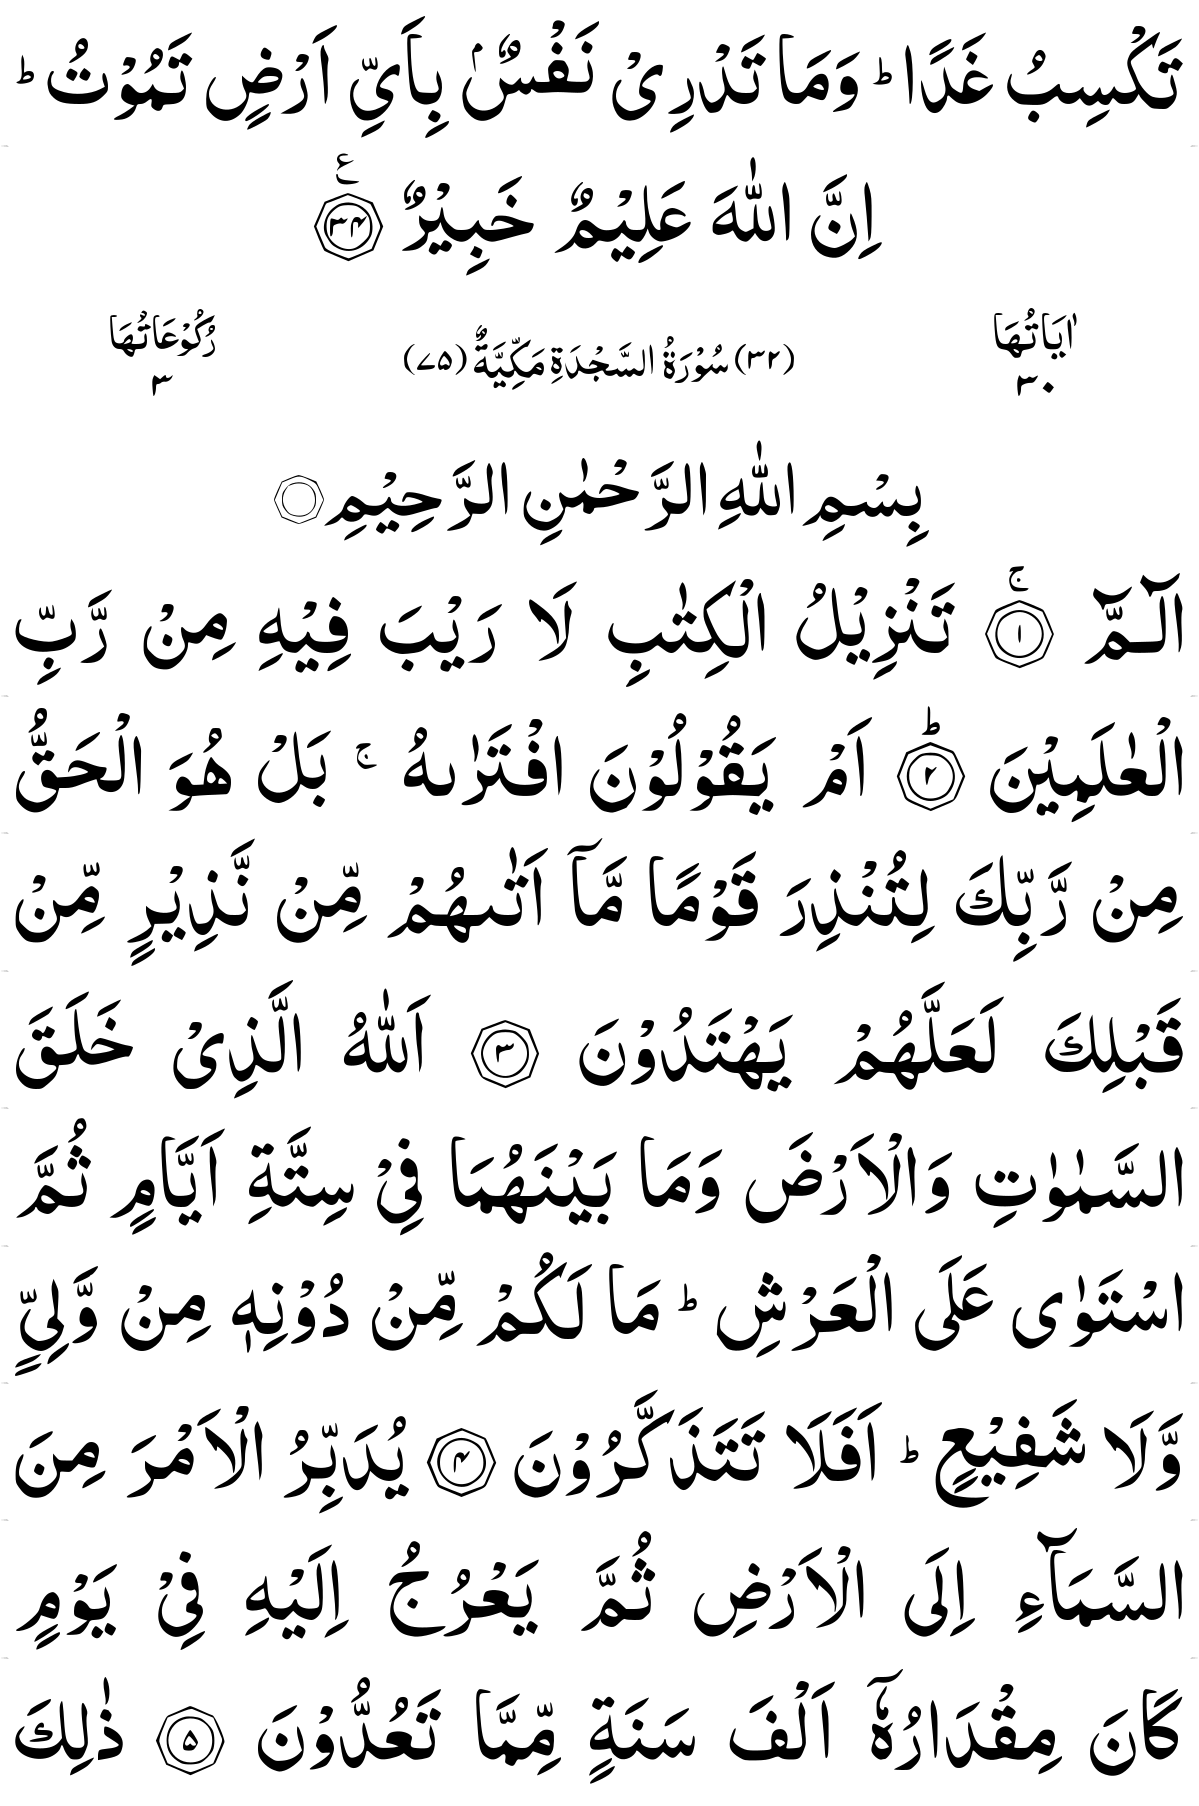 تَكْسِبُ غَدًا ؕ وَمَا تَدْرِیْ نَفْسٌۢ بِاَیِّ اَرْضٍ تَمُوْتُ ؕ
اِنَّ اللّٰهَ عَلِیْمٌ خَبِیْرٌ ۟۠ ﴿۳۴﴾
اٰیَاتُهَا ۳۰ (۳۲) سُوْرَةُ السَّجْدَةِ مَكِّیَّةٌ (۷۵) رُكُوْعَاتُهَا ۳
بِسْمِ اللّٰهِ الرَّحْمٰنِ الرَّحِیْمِ ۝
الٓمّٓ ﴿۱﴾ۚ تَنْزِیْلُ الْكِتٰبِ لَا رَیْبَ فِیْهِ مِنْ رَّبِّ
الْعٰلَمِیْنَ ﴿۲﴾ؕ اَمْ یَقُوْلُوْنَ افْتَرٰىهُ ۚ بَلْ هُوَ الْحَقُّ
مِنْ رَّبِّكَ لِتُنْذِرَ قَوْمًا مَّاۤ اَتٰىهُمْ مِّنْ نَّذِیْرٍ مِّنْ
قَبْلِكَ لَعَلَّهُمْ یَهْتَدُوْنَ ﴿۳﴾ اَللّٰهُ الَّذِیْ خَلَقَ
السَّمٰوٰتِ وَالْاَرْضَ وَمَا بَیْنَهُمَا فِیْ سِتَّةِ اَیَّامٍ ثُمَّ
اسْتَوٰی عَلَی الْعَرْشِ ؕ مَا لَكُمْ مِّنْ دُوْنِهٖ مِنْ وَّلِیٍّ
وَّلَا شَفِیْعٍ ؕ اَفَلَا تَتَذَكَّرُوْنَ ﴿۴﴾ یُدَبِّرُ الْاَمْرَ مِنَ
السَّمَآءِ اِلَی الْاَرْضِ ثُمَّ یَعْرُجُ اِلَیْهِ فِیْ یَوْمٍ
كَانَ مِقْدَارُهٗۤ اَلْفَ سَنَةٍ مِّمَّا تَعُدُّوْنَ ﴿۵﴾ ذٰلِكَ